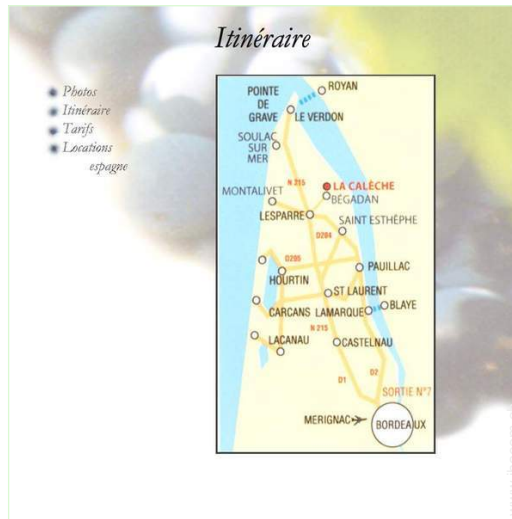 Itinéraire
Photos
Itinéraire
Tarifs
Locations
espagne
ROYAN
POINTE
DE
GRAVE
LE VERDON
SOULAC
SUR
MER
N 215
MONTALIVET
LA CALÈCHE
BÉGADAN
LESPARRE
SAINT ESTHÈPHE
D204
D205
PAUILLAC
HOURTIN
ST LAURENT
CARCANS
LAMARQUE
BLAYE
N 215
LACANAU
CASTELNAU
D1
D2
SORTIE N°7
MERIGNAC
BORDEAUX